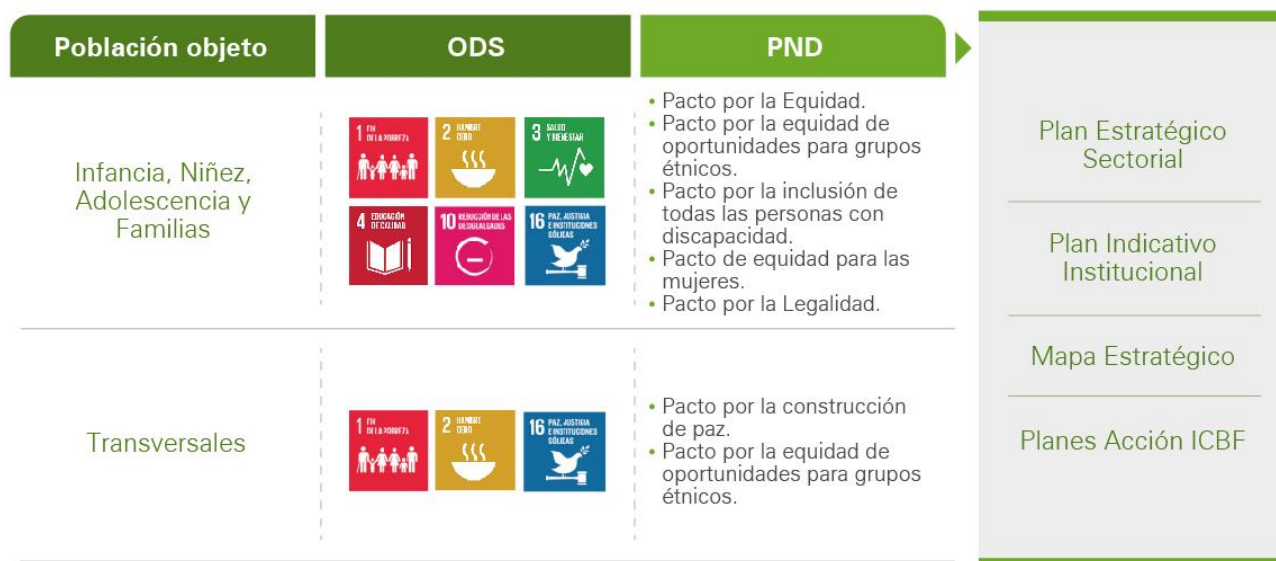 Población objeto
ODS
PND
Infancia, Niñez,
Adolescencia y
Familias
1 FIN
DE LA POBREZA
2 HAMBRE
CERO
3 SALUD
Y BIENESTAR
4 EDUCACIÓN
DE CALIDAD
10 REDUCCIÓN DE LAS
DESIGUALDADES
16 PAZ, JUSTICIA
E INSTITUCIONES
SÓLICAS
• Pacto por la Equidad.
• Pacto por la equidad de
oportunidades para grupos
étnicos.
• Pacto por la inclusión de
todas las personas con
discapacidad.
• Pacto de equidad para las
mujeres.
• Pacto por la Legalidad.
Transversales
1 FIN
DE LA POBREZA
2 HAMBRE
CERO
16 PAZ, JUSTICIA
E INSTITUCIONES
SÓLICAS
• Pacto por la construcción
de paz.
• Pacto por la equidad de
oportunidades para grupos
étnicos.
Plan Estratégico
Sectorial
Plan Indicativo
Institucional
Mapa Estratégico
Planes Acción ICBF